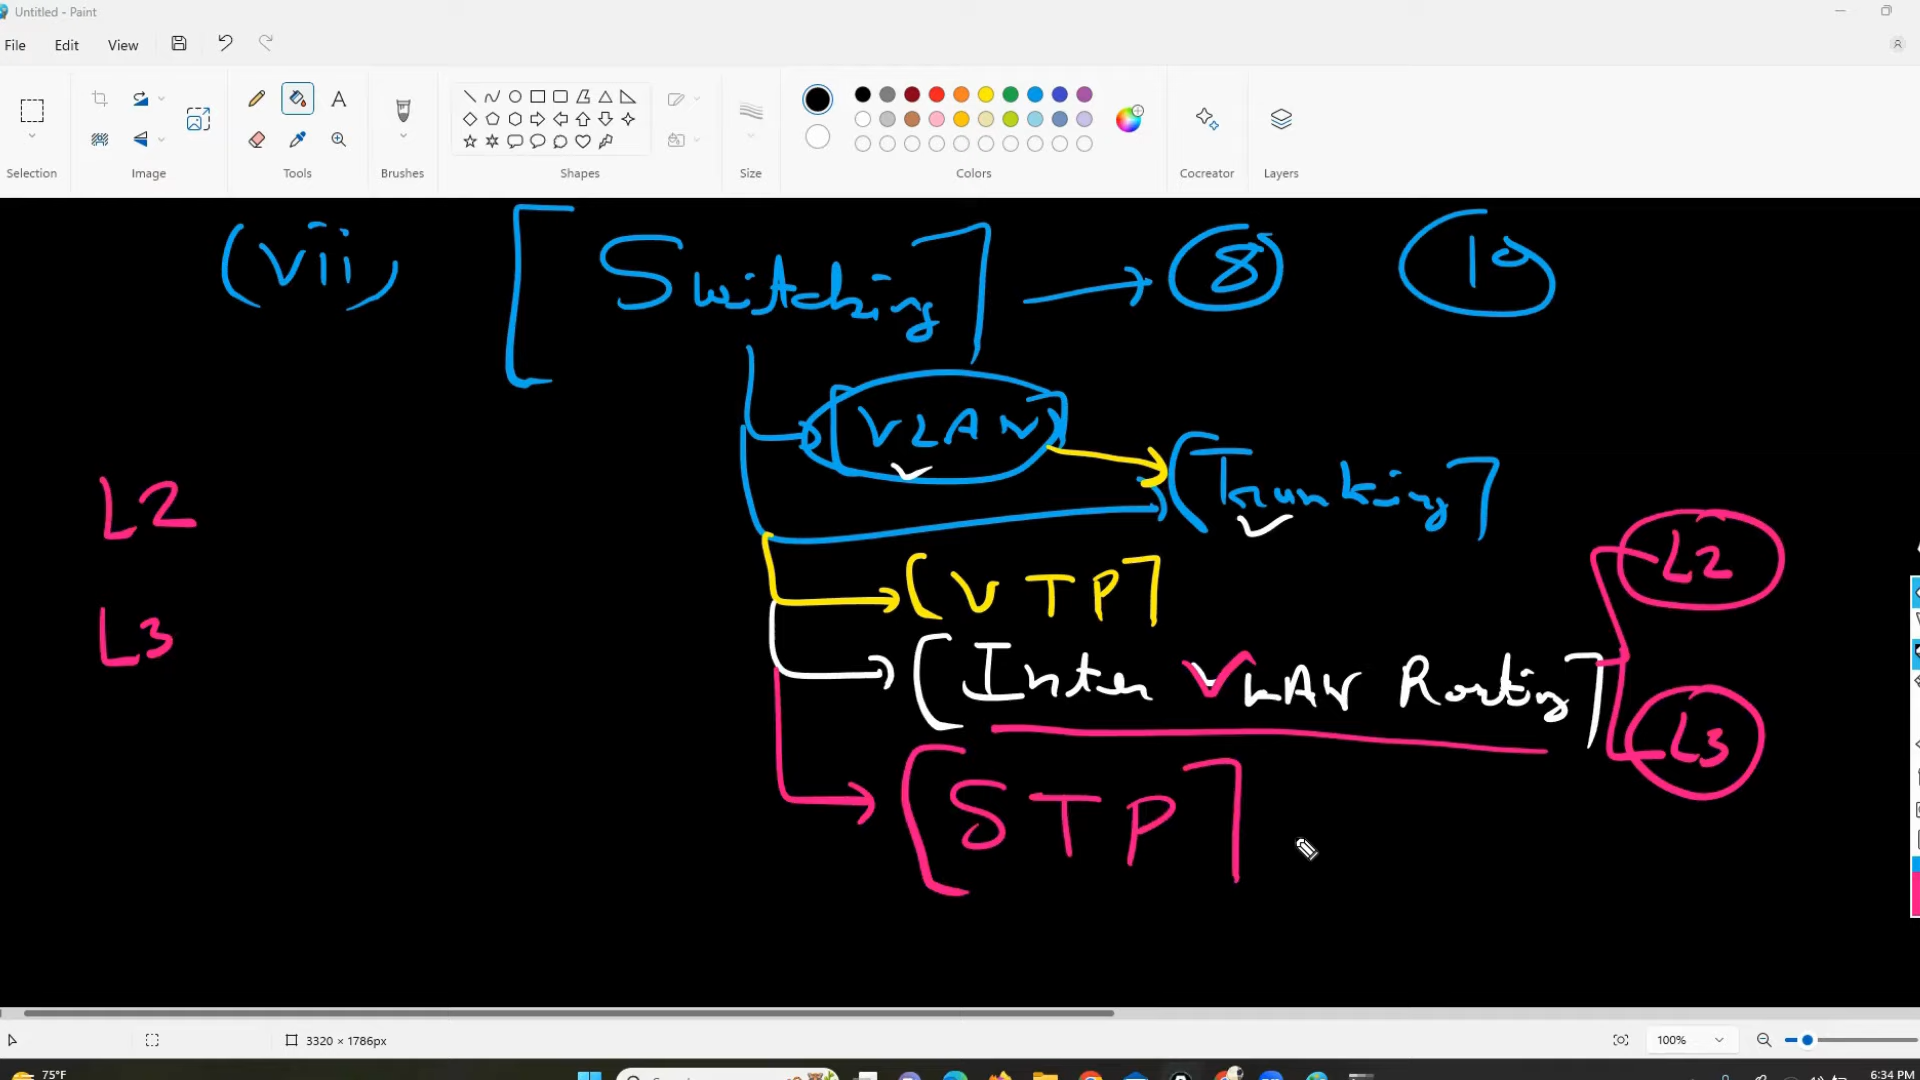 Untitled - Paint
File Edit View
Selection Image Tools Brushes Shapes Size Colors Cocreator Layers
(vii) [Switching] → 8 10
[VLAN]
[Trunking]
L2
L2
[VTP]
L3
[Inter VLAN Routing]
L3
[STP]
3320 × 1786px 100%
75°F 6:34 PM